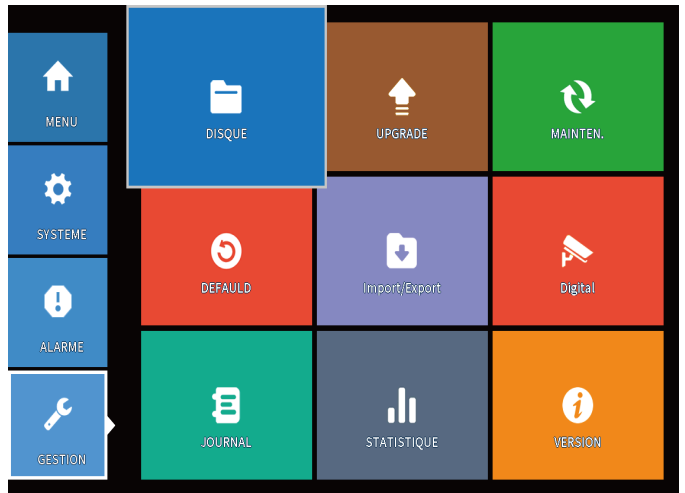 MENU
SYSTEME
ALARME
GESTION
DISQUE
UPGRADE
MAINTEN.
DEFAULD
Import/Export
Digital
JOURNAL
STATISTIQUE
VERSION